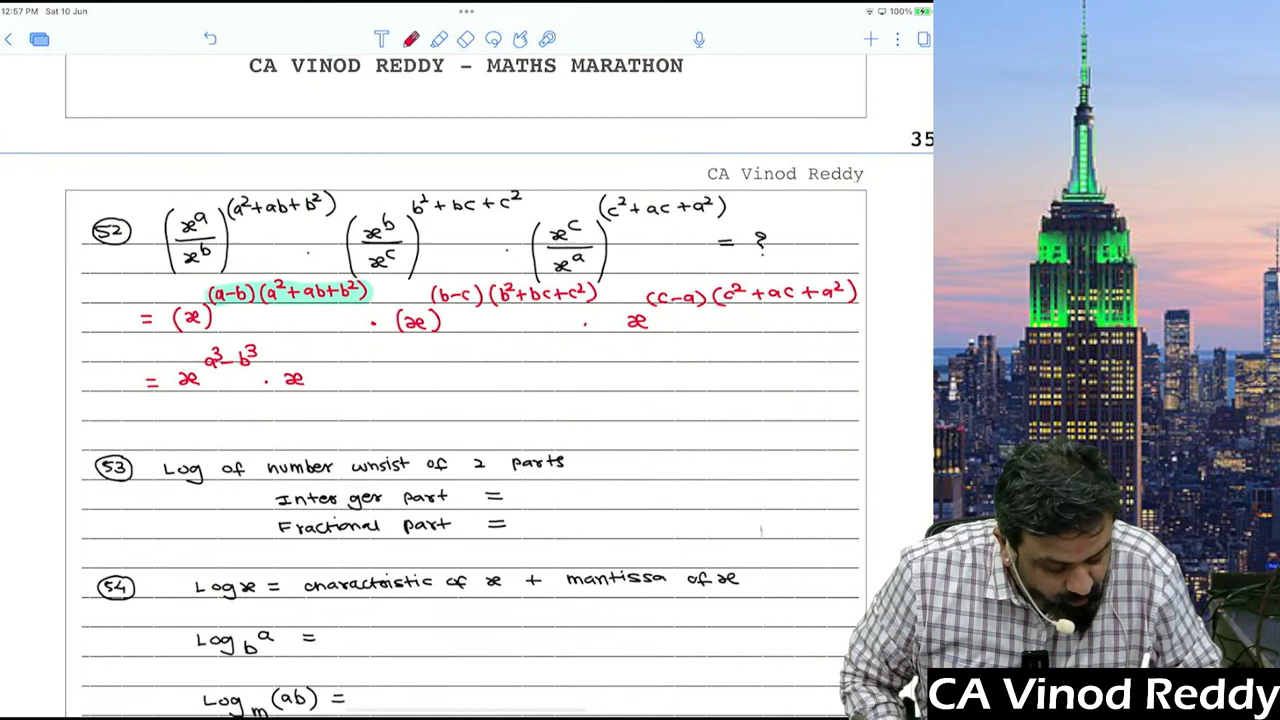 12:57 PM Sat 10 Jun
100%
CA VINOD REDDY - MATHS MARATHON
35
CA Vinod Reddy
52 (x^a/x^b)^(a²+ab+b²) · (x^b/x^c)^b²+bc+c² · (x^c/x^a)^(c²+ac+a²) = ?
= (x)^(a-b)(a²+ab+b²) · (x)^(b-c)(b²+bc+c²) · x^(c-a)(c²+ac+a²)
= x^a³-b³ · x
53 Log of number consist of 2 parts
Interger part =
Fractional part =
54 Logx = charactoristic of x + mantissa of x
Log_b a =
Log_m (ab) =
CA Vinod Reddy